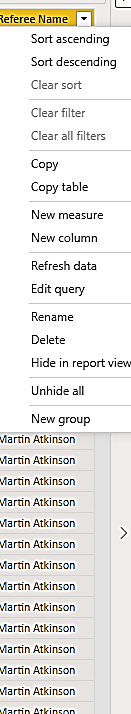 Referee Name
Sort ascending
Sort descending
Clear sort
Clear filter
Clear all filters
Copy
Copy table
New measure
New column
Refresh data
Edit query
Rename
Delete
Hide in report view
Unhide all
New group
Martin Atkinson
Martin Atkinson
Martin Atkinson
Martin Atkinson
Martin Atkinson
Martin Atkinson
Martin Atkinson
Martin Atkinson
Martin Atkinson
Martin Atkinson
Martin Atkinson
Martin Atkinson
Martin Atkinson